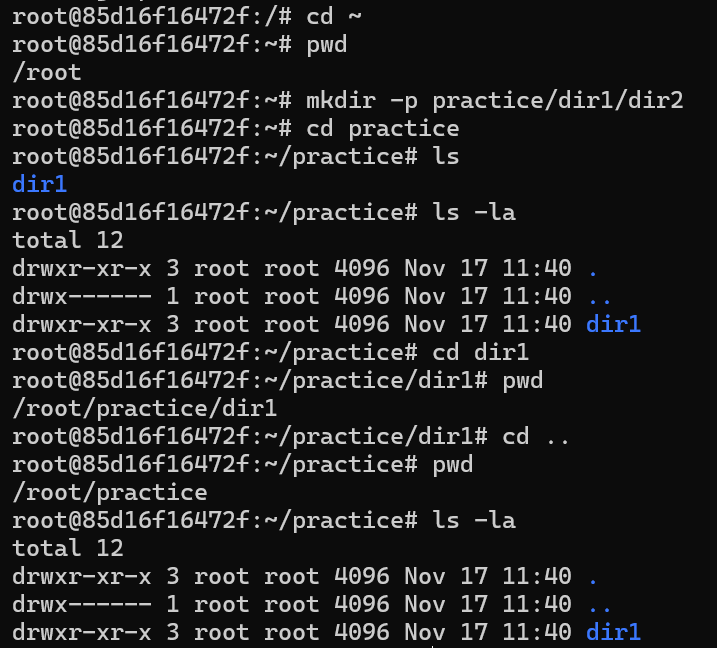 root@85d16f16472f:/# cd ~
root@85d16f16472f:~# pwd
/root
root@85d16f16472f:~# mkdir -p practice/dir1/dir2
root@85d16f16472f:~# cd practice
root@85d16f16472f:~/practice# ls
dir1
root@85d16f16472f:~/practice# ls -la
total 12
drwxr-xr-x 3 root root 4096 Nov 17 11:40 .
drwx------ 1 root root 4096 Nov 17 11:40 ..
drwxr-xr-x 3 root root 4096 Nov 17 11:40 dir1
root@85d16f16472f:~/practice# cd dir1
root@85d16f16472f:~/practice/dir1# pwd
/root/practice/dir1
root@85d16f16472f:~/practice/dir1# cd ..
root@85d16f16472f:~/practice# pwd
/root/practice
root@85d16f16472f:~/practice# ls -la
total 12
drwxr-xr-x 3 root root 4096 Nov 17 11:40 .
drwx------ 1 root root 4096 Nov 17 11:40 ..
drwxr-xr-x 3 root root 4096 Nov 17 11:40 dir1